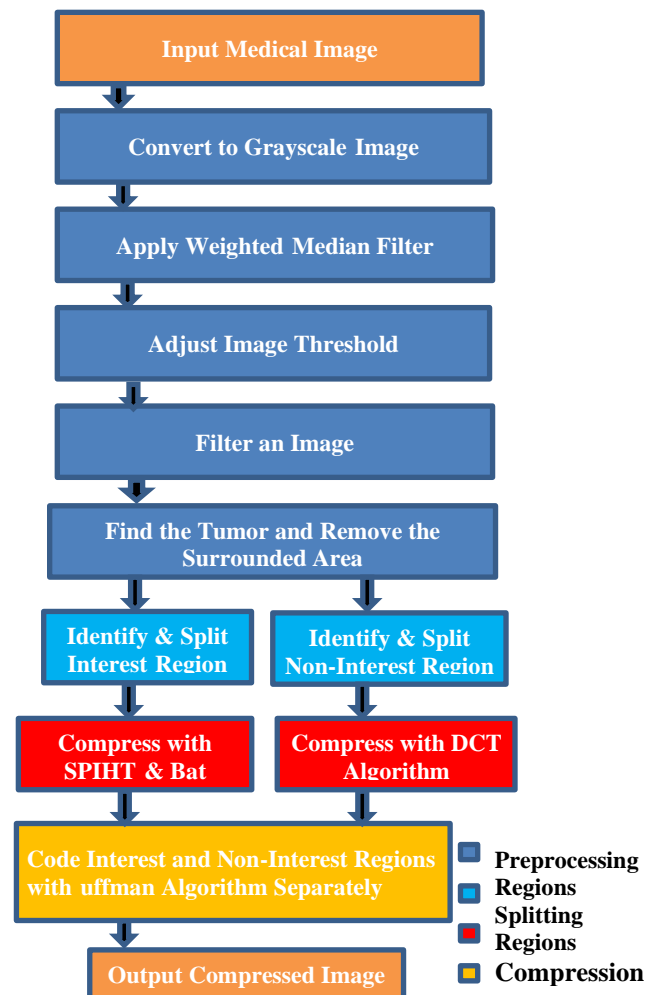 Input Medical Image
Convert to Grayscale Image
Apply Weighted Median Filter
Adjust Image Threshold
Filter an Image
Find the Tumor and Remove the
Surrounded Area
Identify & Split
Interest Region
Identify & Split
Non-Interest Region
Compress with
SPIHT & Bat
Compress with DCT
Algorithm
Code Interest and Non-Interest Regions
with uffman Algorithm Separately
Output Compressed Image
Preprocessing
Regions
Splitting
Regions
Compression